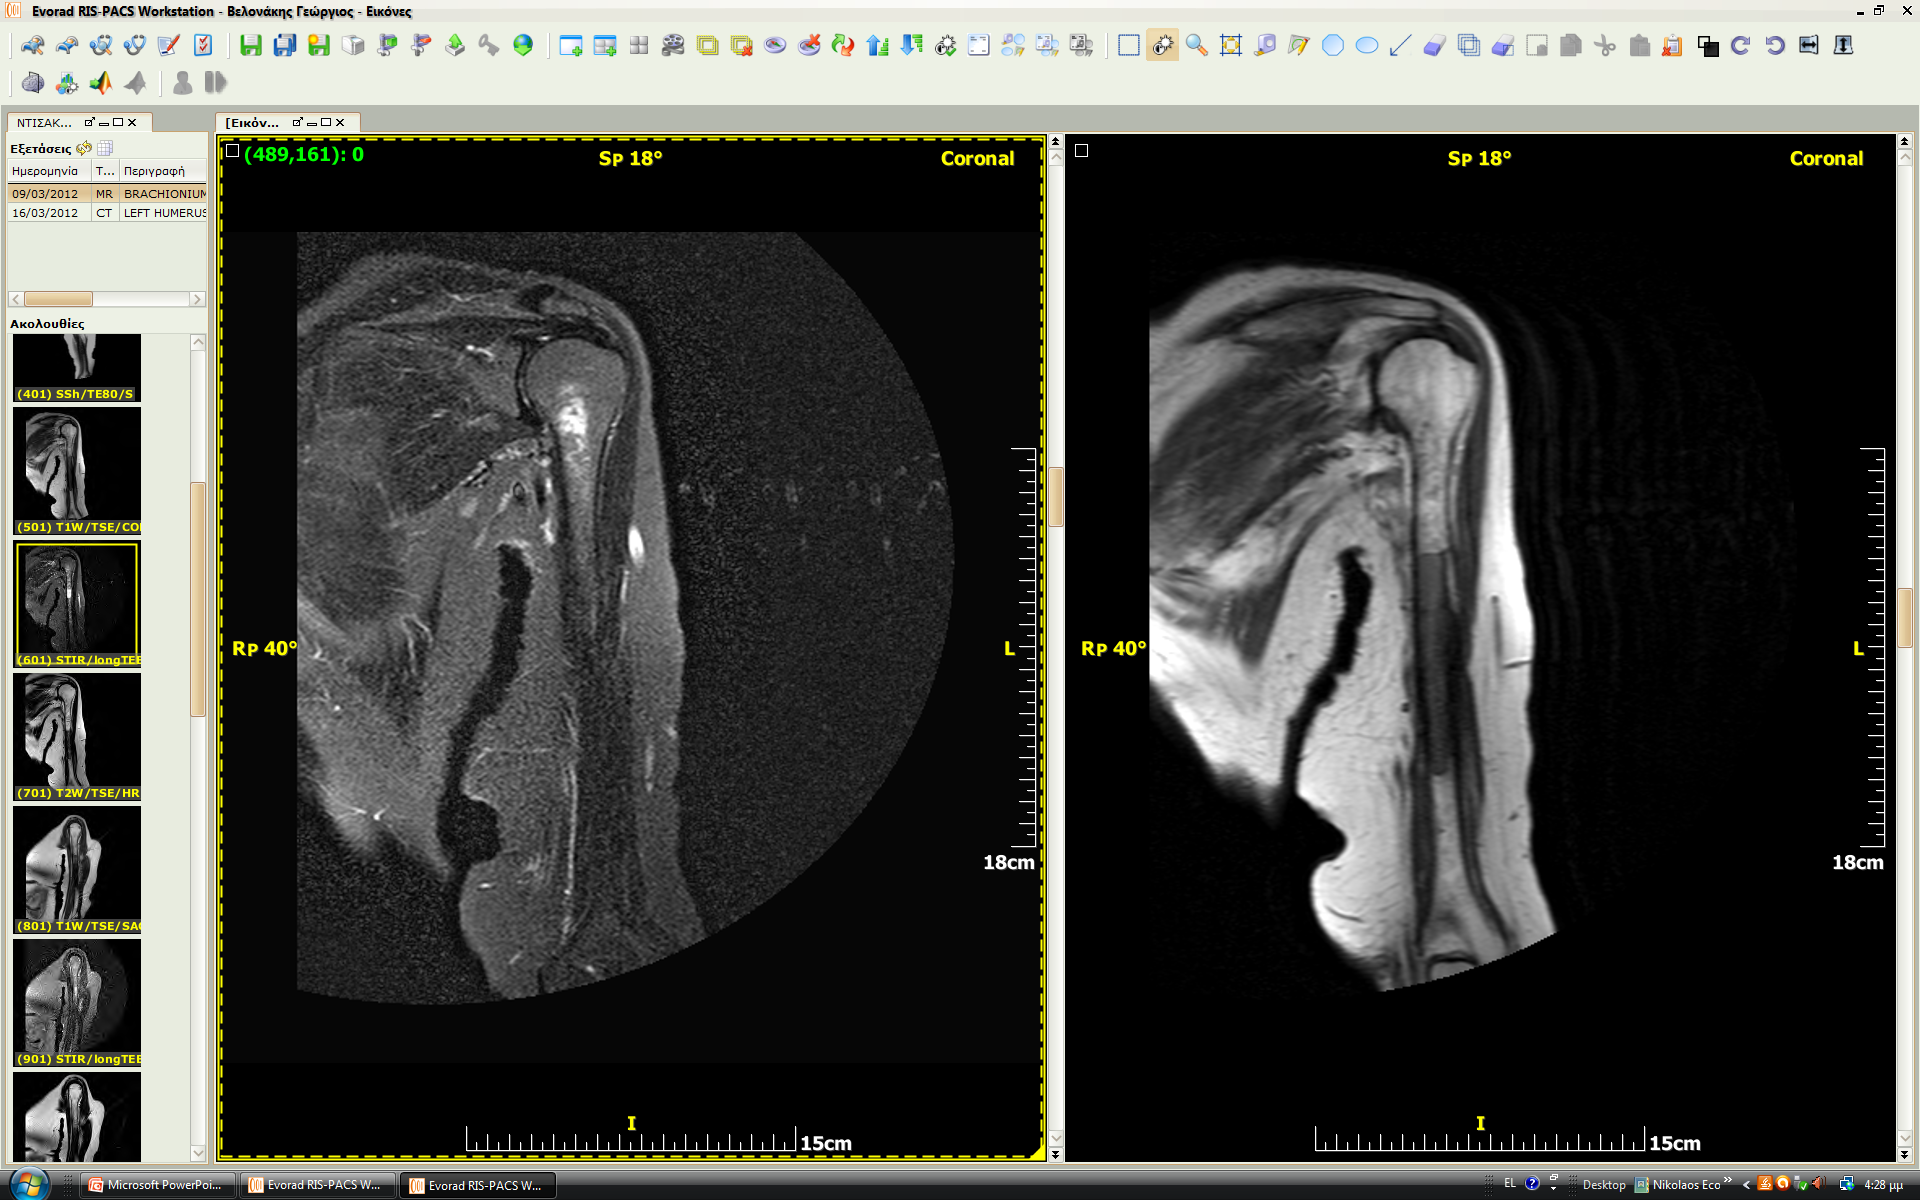 Evorad RIS-PACS Workstation - Βελονάκης Γεώργιος - Εικόνες
ΝΤΙΣΑΚ...
[Εικόν...
Εξετάσεις
Ημερομηνία Τ... Περιγραφή
09/03/2012 MR BRACHIONIUM
16/03/2012 CT LEFT HUMERUS
Ακολουθίες
(401) SSh/TE80/S
(501) T1W/TSE/CO
(601) STIR/longTE
(701) T2W/TSE/HR
(801) T1W/TSE/SA
(901) STIR/longTE
(489,161): 0
Sp 18°
Coronal
Rp 40°
L
18cm
I
15cm
Sp 18°
Coronal
Rp 40°
L
18cm
I
15cm
Microsoft PowerPoi...
Evorad RIS-PACS W...
Evorad RIS-PACS W...
EL
Desktop
Nikolaos Eco
4:28 μμ